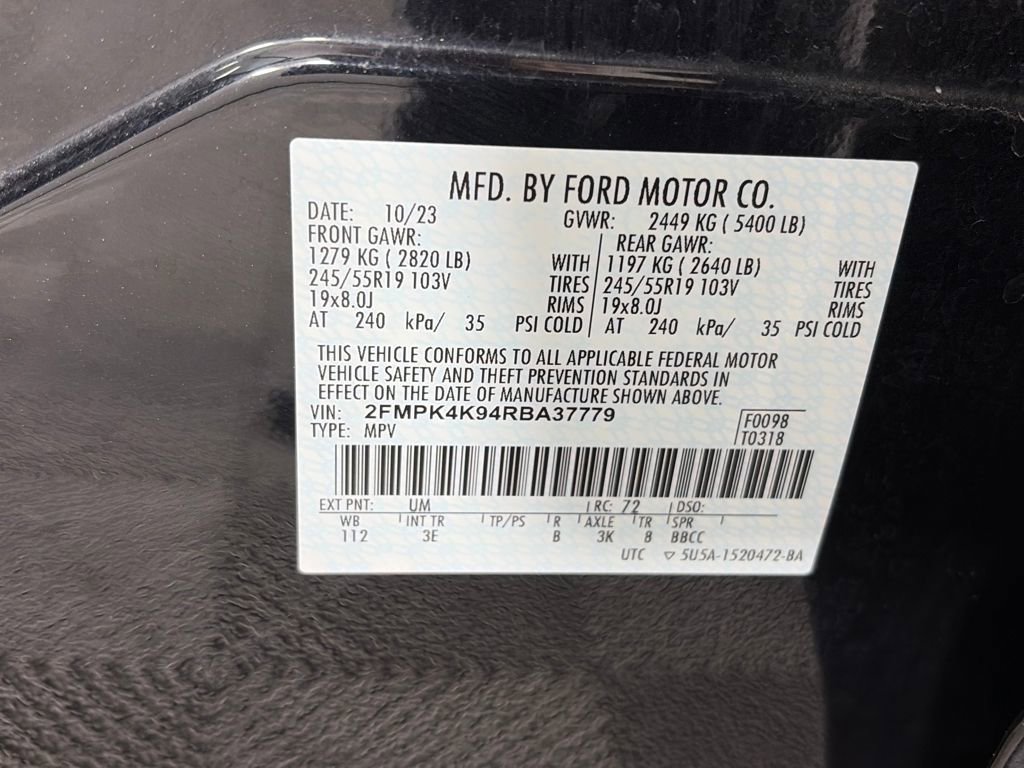 MFD. BY FORD MOTOR CO.
DATE: 10/23 GVWR: 2449 KG ( 5400 LB)
FRONT GAWR: REAR GAWR:
1279 KG ( 2820 LB) WITH 1197 KG ( 2640 LB) WITH
245/55R19 103V TIRES 245/55R19 103V TIRES
19x8.0J RIMS 19x8.0J RIMS
AT 240 kPa/ 35 PSI COLD AT 240 kPa/ 35 PSI COLD
THIS VEHICLE CONFORMS TO ALL APPLICABLE FEDERAL MOTOR
VEHICLE SAFETY AND THEFT PREVENTION STANDARDS IN
EFFECT ON THE DATE OF MANUFACTURE SHOWN ABOVE.
VIN: 2FMPK4K94RBA37779 F0098
TYPE: MPV T0318
EXT PNT: UM RC: 72 DSO:
WB INT TR TP/PS R AXLE TR SPR
112 3E B 3K 8 BBCC
UTC ▽ 5U5A-1520472-BA